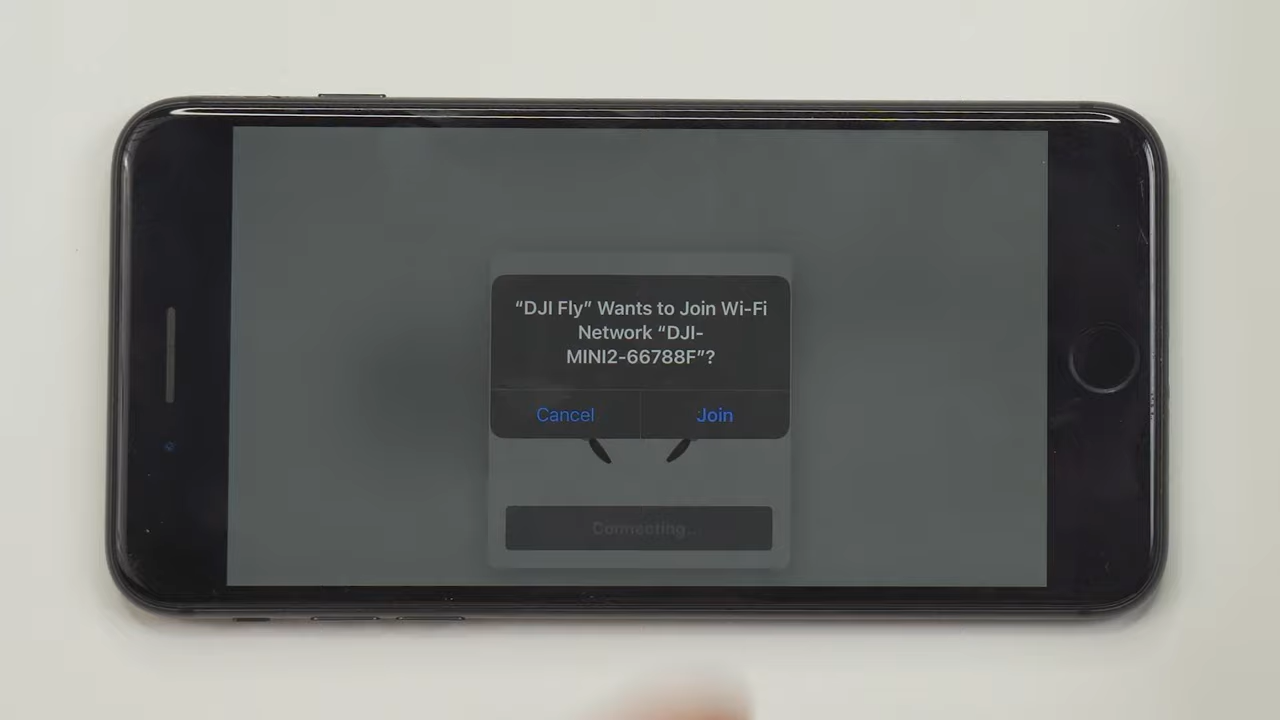 “DJI Fly” Wants to Join Wi-Fi
Network “DJI-
MINI2-66788F”?
Cancel
Join
Connecting...